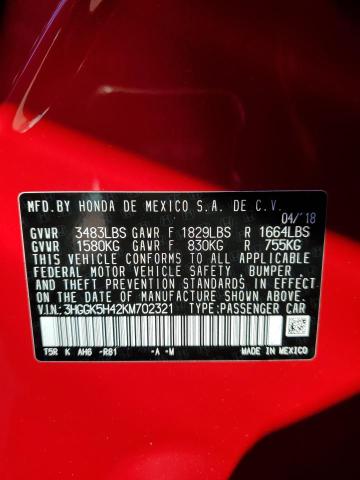 MFD.BY HONDA DE MEXICO S.A. DE C.V.
04/'18
GVWR 3483LBS GAWR F 1829LBS R 1664LBS
GVWR 1580KG GAWR F 830KG R 755KG
THIS VEHICLE CONFORMS TO ALL APPLICABLE
FEDERAL MOTOR VEHICLE SAFETY, BUMPER,
AND THEFT PREVENTION STANDARDS IN EFFECT
ON THE DATE OF MANUFACTURE SHOWN ABOVE.
V.I.N.: 3HGGK5H42KM702321 TYPE:PASSENGER CAR
T5R K AH6 -R81 -A -M
MADE IN MEXICO